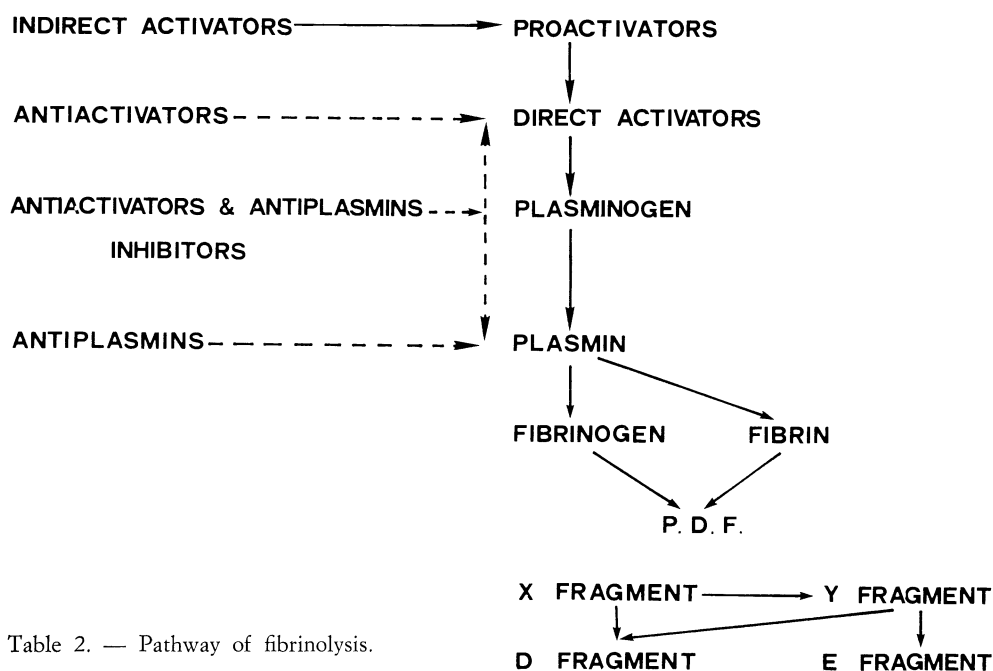 INDIRECT ACTIVATORS PROACTIVATORS
ANTIACTIVATORS DIRECT ACTIVATORS
ANTIACTIVATORS & ANTIPLASMINS PLASMINOGEN
INHIBITORS
ANTIPLASMINS PLASMIN
FIBRINOGEN FIBRIN
P. D. F.
X FRAGMENT Y FRAGMENT
Table 2. — Pathway of fibrinolysis.
D FRAGMENT E FRAGMENT